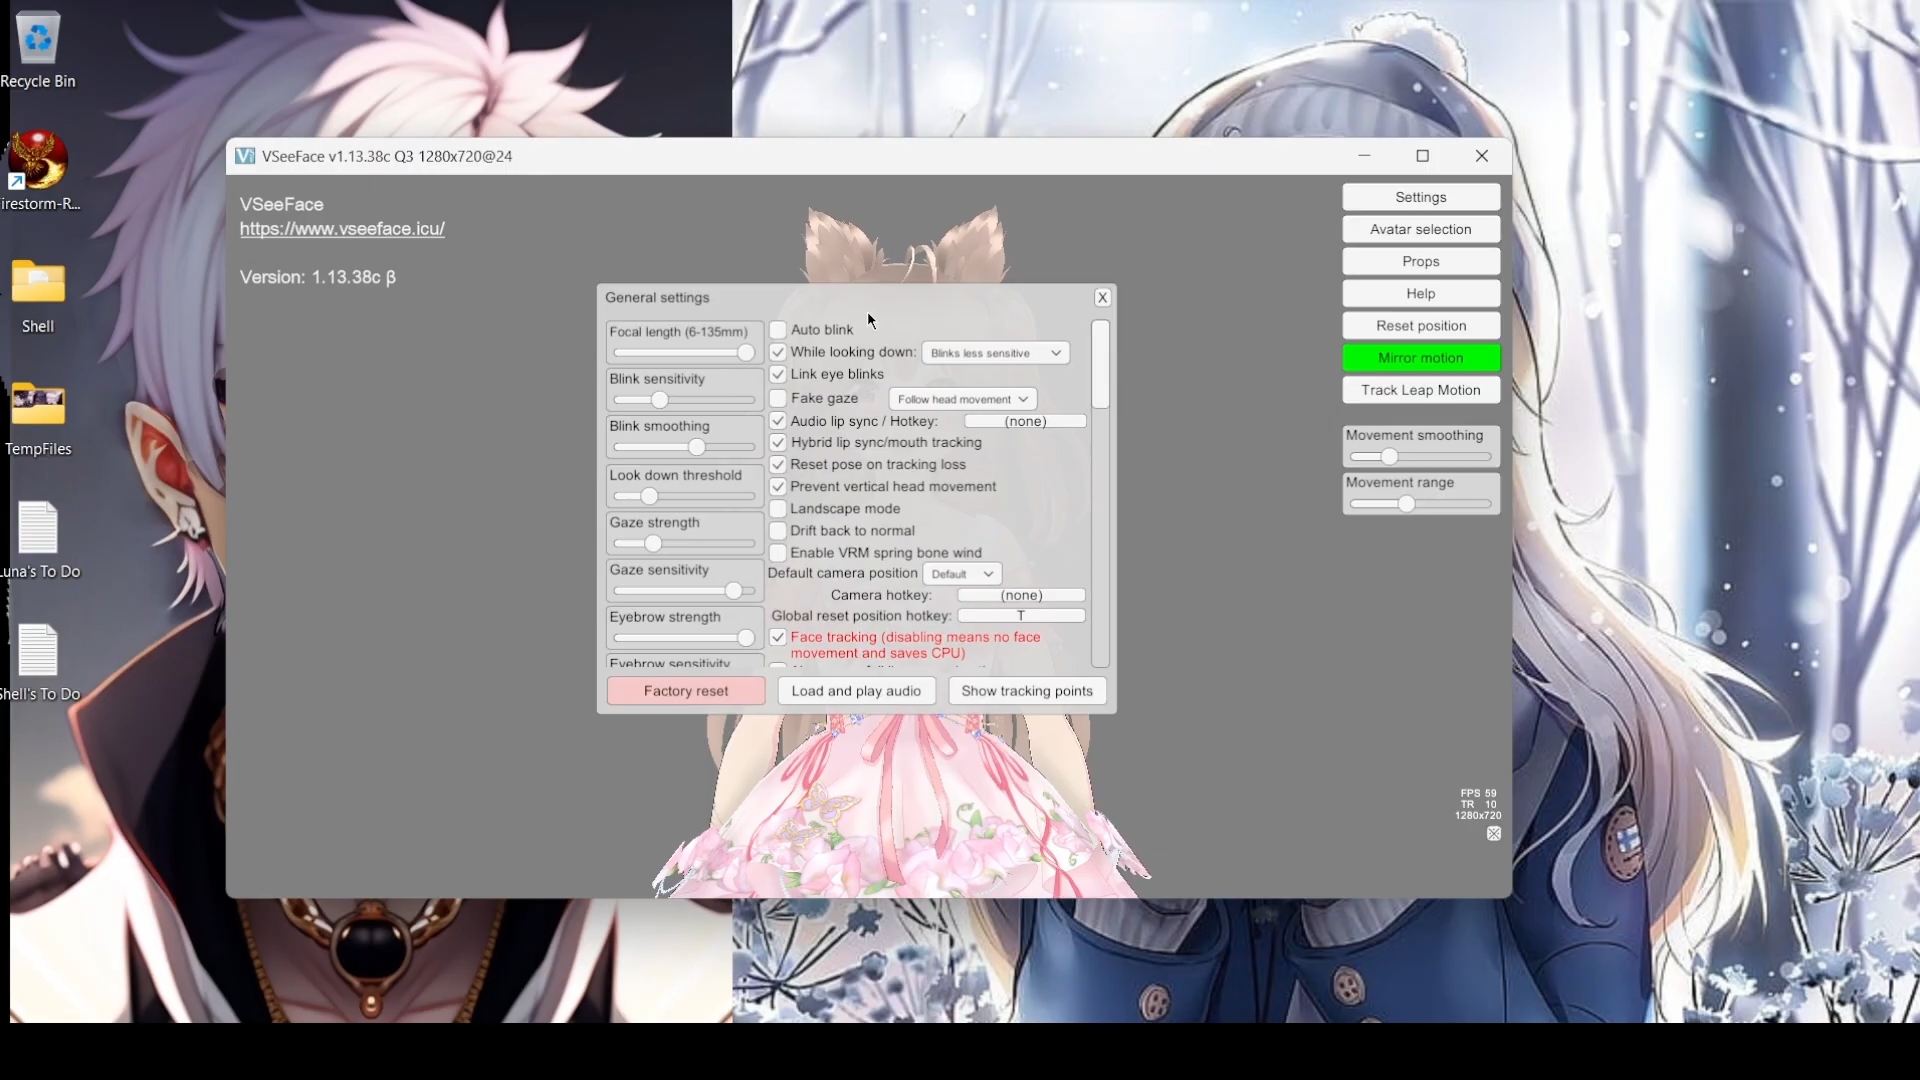 Recycle Bin
irestorm-R...
Shell
TempFiles
Luna's To Do
Shell's To Do
VSeeFace v1.13.38c Q3 1280x720@24
VSeeFace
https://www.vseeface.icu/
Version: 1.13.38c β
General settings
X
Focal length (6-135mm)
Blink sensitivity
Blink smoothing
Look down threshold
Gaze strength
Gaze sensitivity
Eyebrow strength
Eyebrow sensitivity
Auto blink
While looking down: Blinks less sensitive
Link eye blinks
Fake gaze Follow head movement
Audio lip sync / Hotkey: (none)
Hybrid lip sync/mouth tracking
Reset pose on tracking loss
Prevent vertical head movement
Landscape mode
Drift back to normal
Enable VRM spring bone wind
Default camera position Default
Camera hotkey: (none)
Global reset position hotkey: T
Face tracking (disabling means no face
movement and saves CPU)
Factory reset
Load and play audio
Show tracking points
Settings
Avatar selection
Props
Help
Reset position
Mirror motion
Track Leap Motion
Movement smoothing
Movement range
FPS 59
TR 10
1280x720